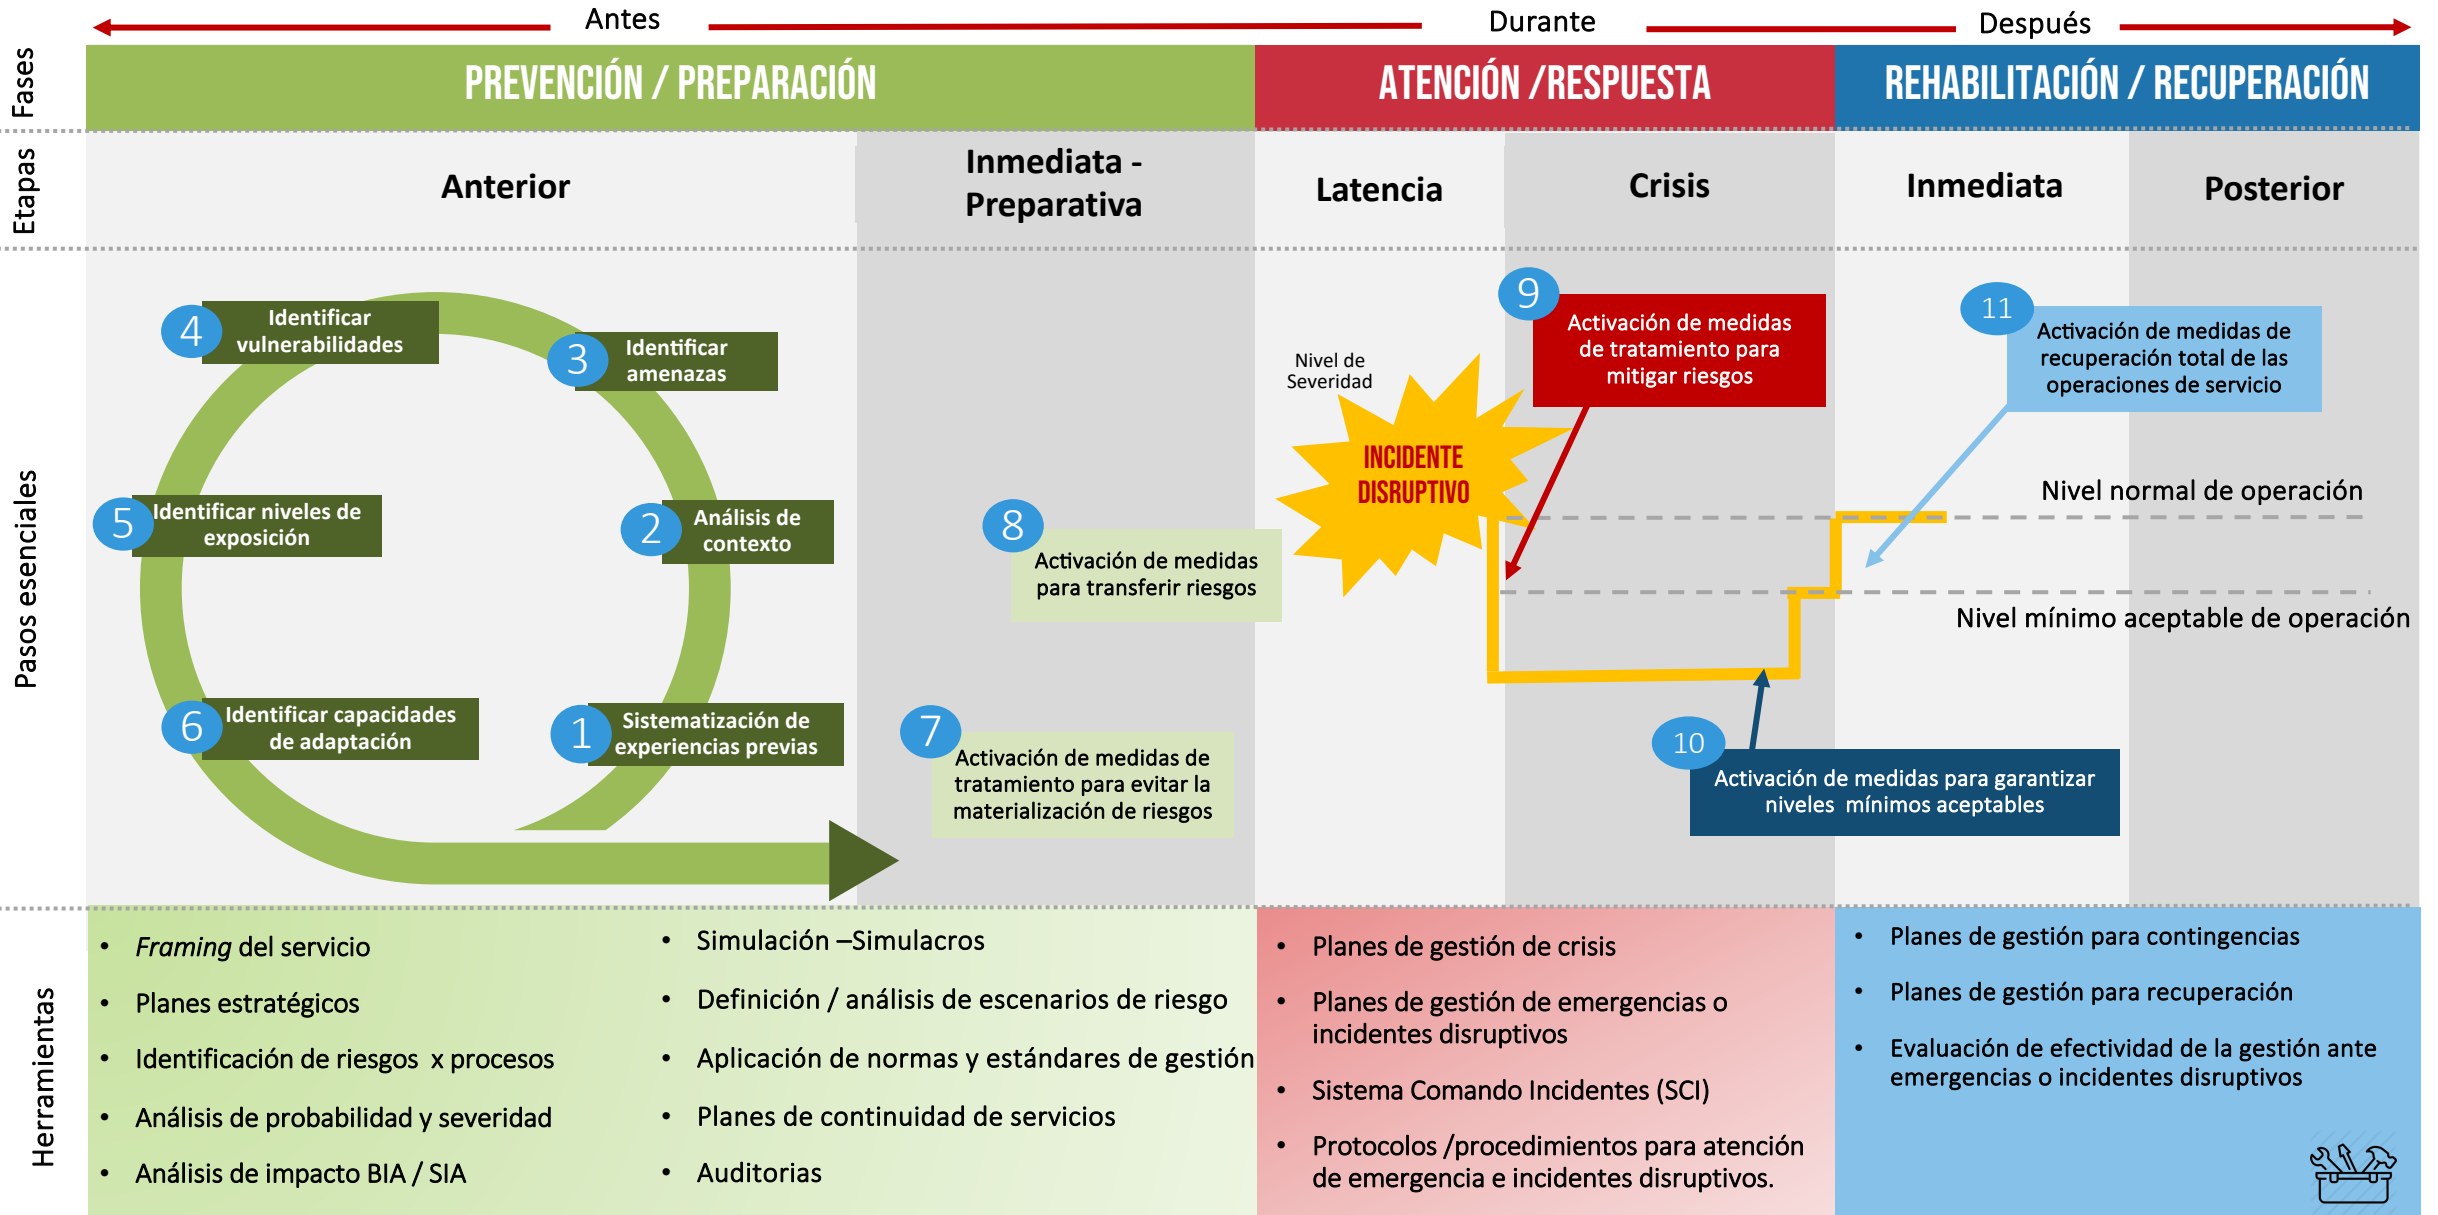 Antes
Durante
Después
Fases
PREVENCIÓN / PREPARACIÓN
ATENCIÓN /RESPUESTA
REHABILITACIÓN / RECUPERACIÓN
Etapas
Anterior
Inmediata -
Preparativa
Latencia
Crisis
Inmediata
Posterior
Pasos esenciales
4
Identificar
vulnerabilidades
3
Identificar
amenazas
5
Identificar niveles de
exposición
2
Análisis de
contexto
6
Identificar capacidades
de adaptación
1
Sistematización de
experiencias previas
8
Activación de medidas
para transferir riesgos
7
Activación de medidas de
tratamiento para evitar la
materialización de riesgos
Nivel de
Severidad
INCIDENTE
DISRUPTIVO
9
Activación de medidas
de tratamiento para
mitigar riesgos
11
Activación de medidas de
recuperación total de las
operaciones de servicio
Nivel normal de operación
Nivel mínimo aceptable de operación
10
Activación de medidas para garantizar
niveles mínimos aceptables
Herramientas
• Framing del servicio
• Planes estratégicos
• Identificación de riesgos x procesos
• Análisis de probabilidad y severidad
• Análisis de impacto BIA / SIA
• Simulación –Simulacros
• Definición / análisis de escenarios de riesgo
• Aplicación de normas y estándares de gestión
• Planes de continuidad de servicios
• Auditorias
• Planes de gestión de crisis
• Planes de gestión de emergencias o
incidentes disruptivos
• Sistema Comando Incidentes (SCI)
• Protocolos /procedimientos para atención
de emergencia e incidentes disruptivos.
• Planes de gestión para contingencias
• Planes de gestión para recuperación
• Evaluación de efectividad de la gestión ante
emergencias o incidentes disruptivos